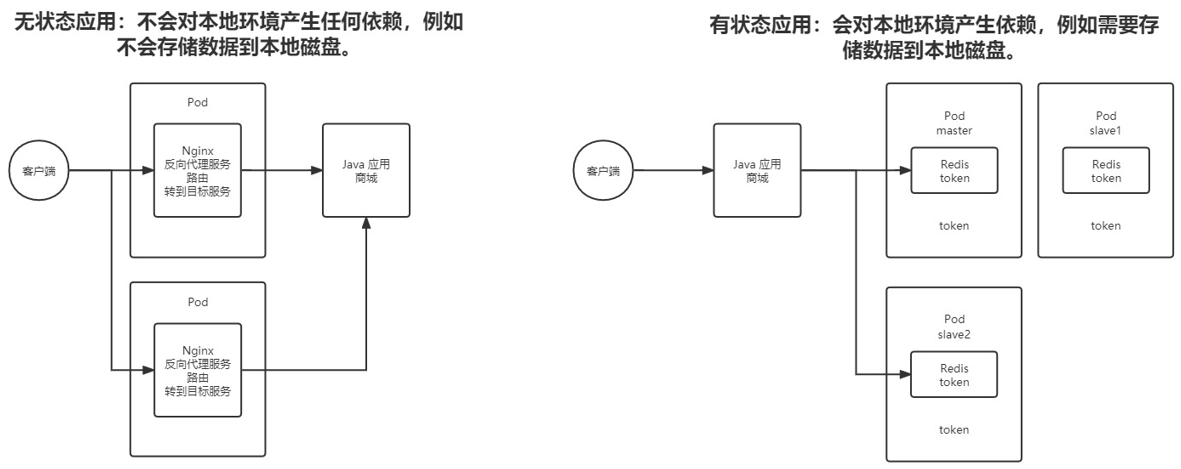 无状态应用：不会对本地环境产生任何依赖，例如
不会存储数据到本地磁盘。
Pod
Nginx
反向代理服务
路由
转到目标服务
客户端
Java 应用
商城
Pod
Nginx
反向代理服务
路由
转到目标服务
有状态应用：会对本地环境产生依赖，例如需要存
储数据到本地磁盘。
客户端
Java 应用
商城
Pod
master
Redis
token
token
Pod
slave1
Redis
token
token
Pod
slave2
Redis
token
token